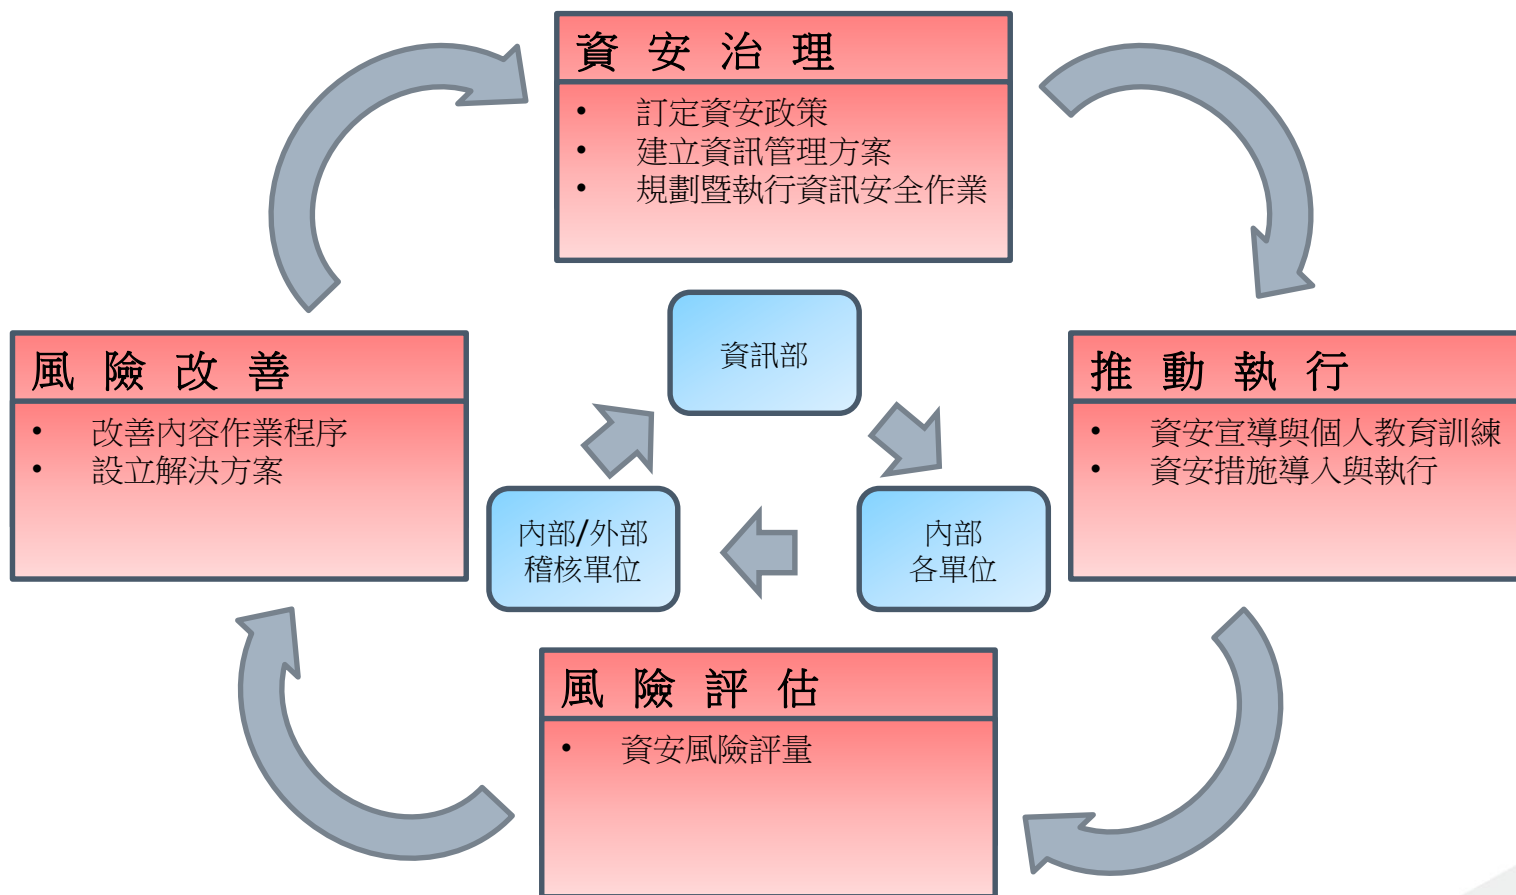 資安治理
• 訂定資安政策
• 建立資訊管理方案
• 規劃暨執行資訊安全作業
資訊部
風險改善
• 改善內容作業程序
• 設立解決方案
推動執行
• 資安宣導與個人教育訓練
• 資安措施導入與執行
內部/外部
稽核單位
內部
各單位
風險評估
• 資安風險評量